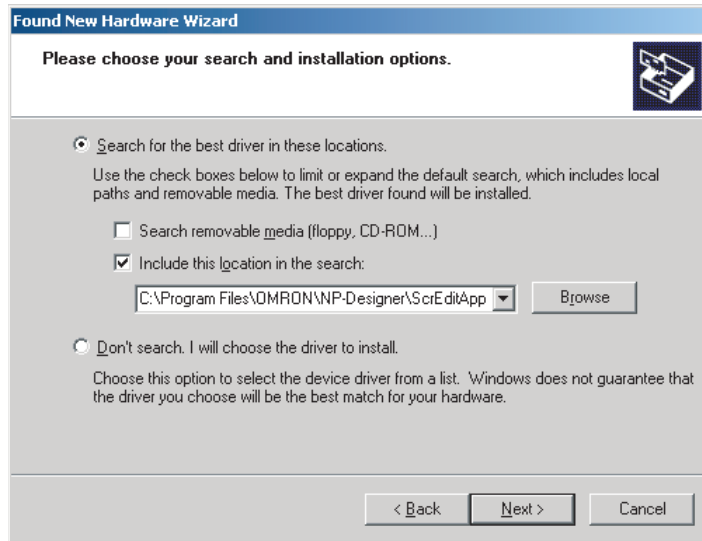 Found New Hardware Wizard
Please choose your search and installation options.
Search for the best driver in these locations.
Use the check boxes below to limit or expand the default search, which includes local
paths and removable media. The best driver found will be installed.
Search removable media (floppy, CD-ROM...)
Include this location in the search:
C:\Program Files\OMRON\NP-Designer\ScrEditApp
Browse
Don't search. I will choose the driver to install.
Choose this option to select the device driver from a list. Windows does not guarantee that
the driver you choose will be the best match for your hardware.
< Back Next > Cancel